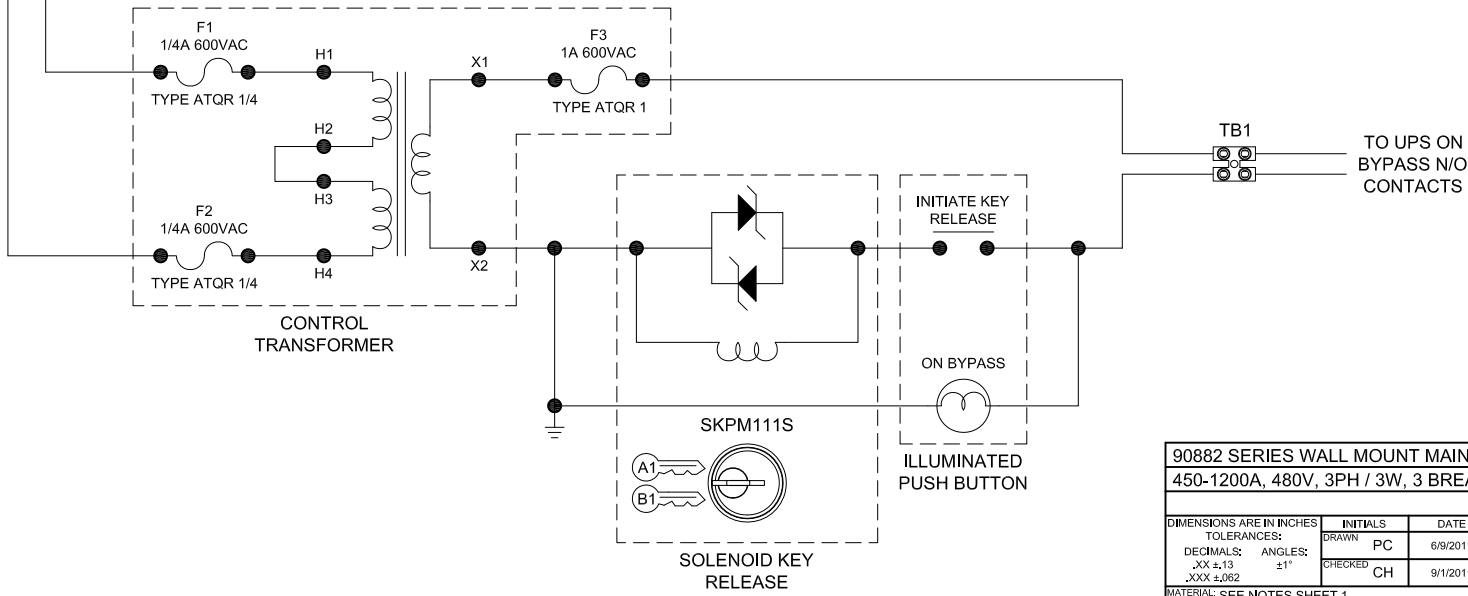 F1
1/4A 600VAC
TYPE ATQR 1/4
H1
H2
H3
H4
F2
1/4A 600VAC
TYPE ATQR 1/4
CONTROL
TRANSFORMER
X1
X2
F3
1A 600VAC
TYPE ATQR 1
TB1
TO UPS ON
BYPASS N/O
CONTACTS
INITIATE KEY
RELEASE
ON BYPASS
ILLUMINATED
PUSH BUTTON
SKPM111S
A1
B1
SOLENOID KEY
RELEASE
90882 SERIES WALL MOUNT MAIN
450-1200A, 480V, 3PH / 3W, 3 BREA
DIMENSIONS ARE IN INCHES
TOLERANCES:
DECIMALS: ANGLES:
.XX ±.13 ±1°
.XXX ±.062
INITIALS DATE
DRAWN PC 6/9/201
CHECKED CH 9/1/201
MATERIAL: SEE NOTES SHEET 1